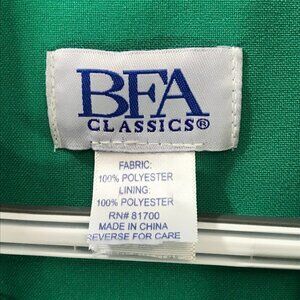 BFA
CLASSICS®
FABRIC:
100% POLYESTER
LINING:
100% POLYESTER
RN# 81700
MADE IN CHINA
REVERSE FOR CARE